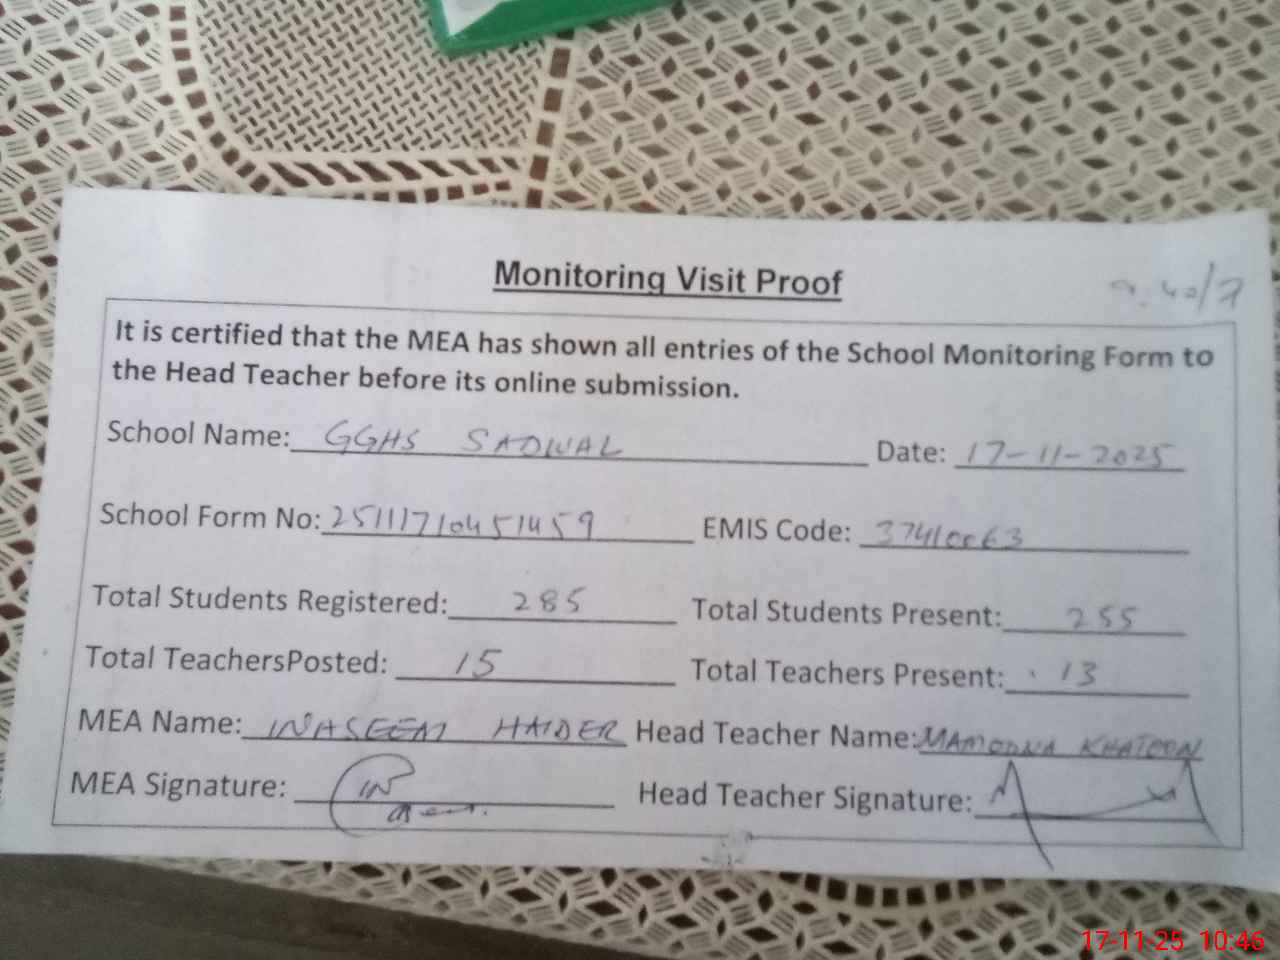 Monitoring Visit Proof
9.40/7
It is certified that the MEA has shown all entries of the School Monitoring Form to
the Head Teacher before its online submission.
School Name: GGHS SADWAL Date: 17-11-2025
School Form No: 25111710451459 EMIS Code: 37410063
Total Students Registered: 285 Total Students Present: 255
Total TeachersPosted: 15 Total Teachers Present: 13
MEA Name: WASEEM HAIDER Head Teacher Name: MAMOONA KHATOON
MEA Signature: Head Teacher Signature:
17-11-25 10:46